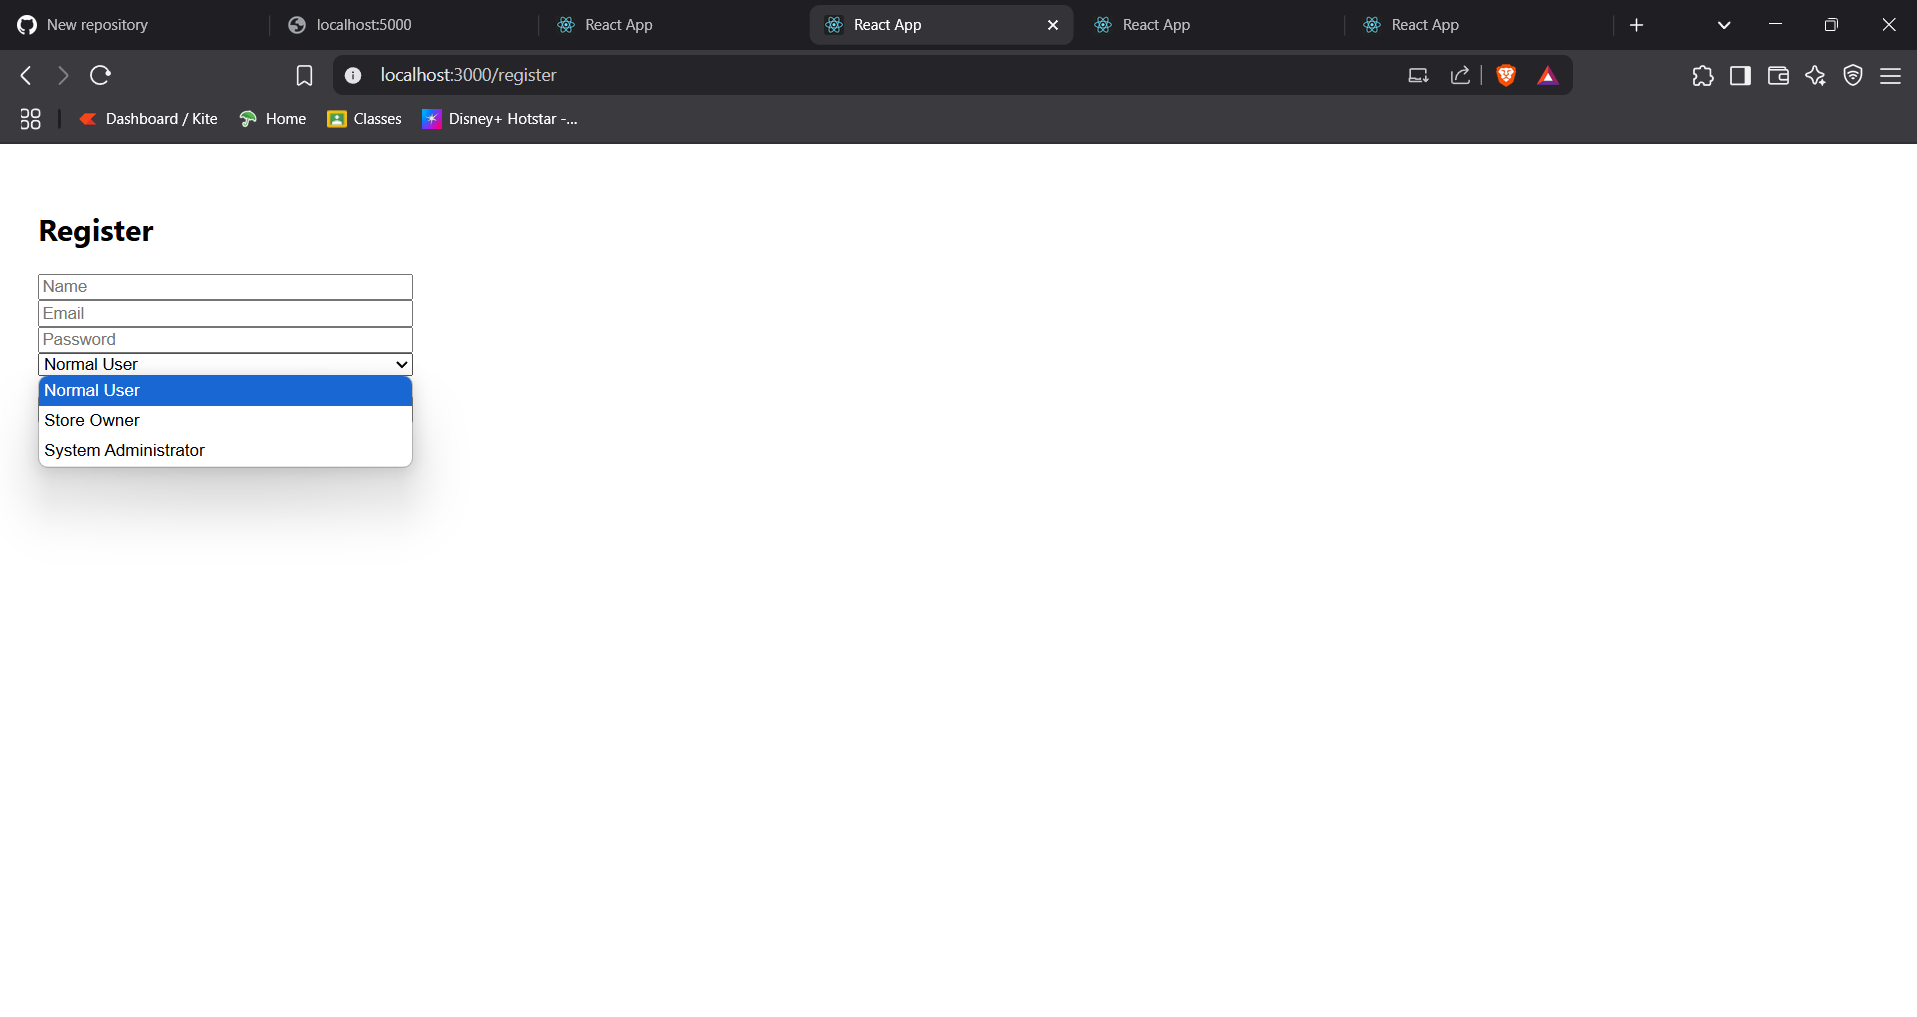 New repository
localhost:5000
React App
React App
React App
React App
localhost:3000/register
Dashboard / Kite
Home
Classes
Disney+ Hotstar -...
Register
Name
Email
Password
Normal User
Normal User
Store Owner
System Administrator